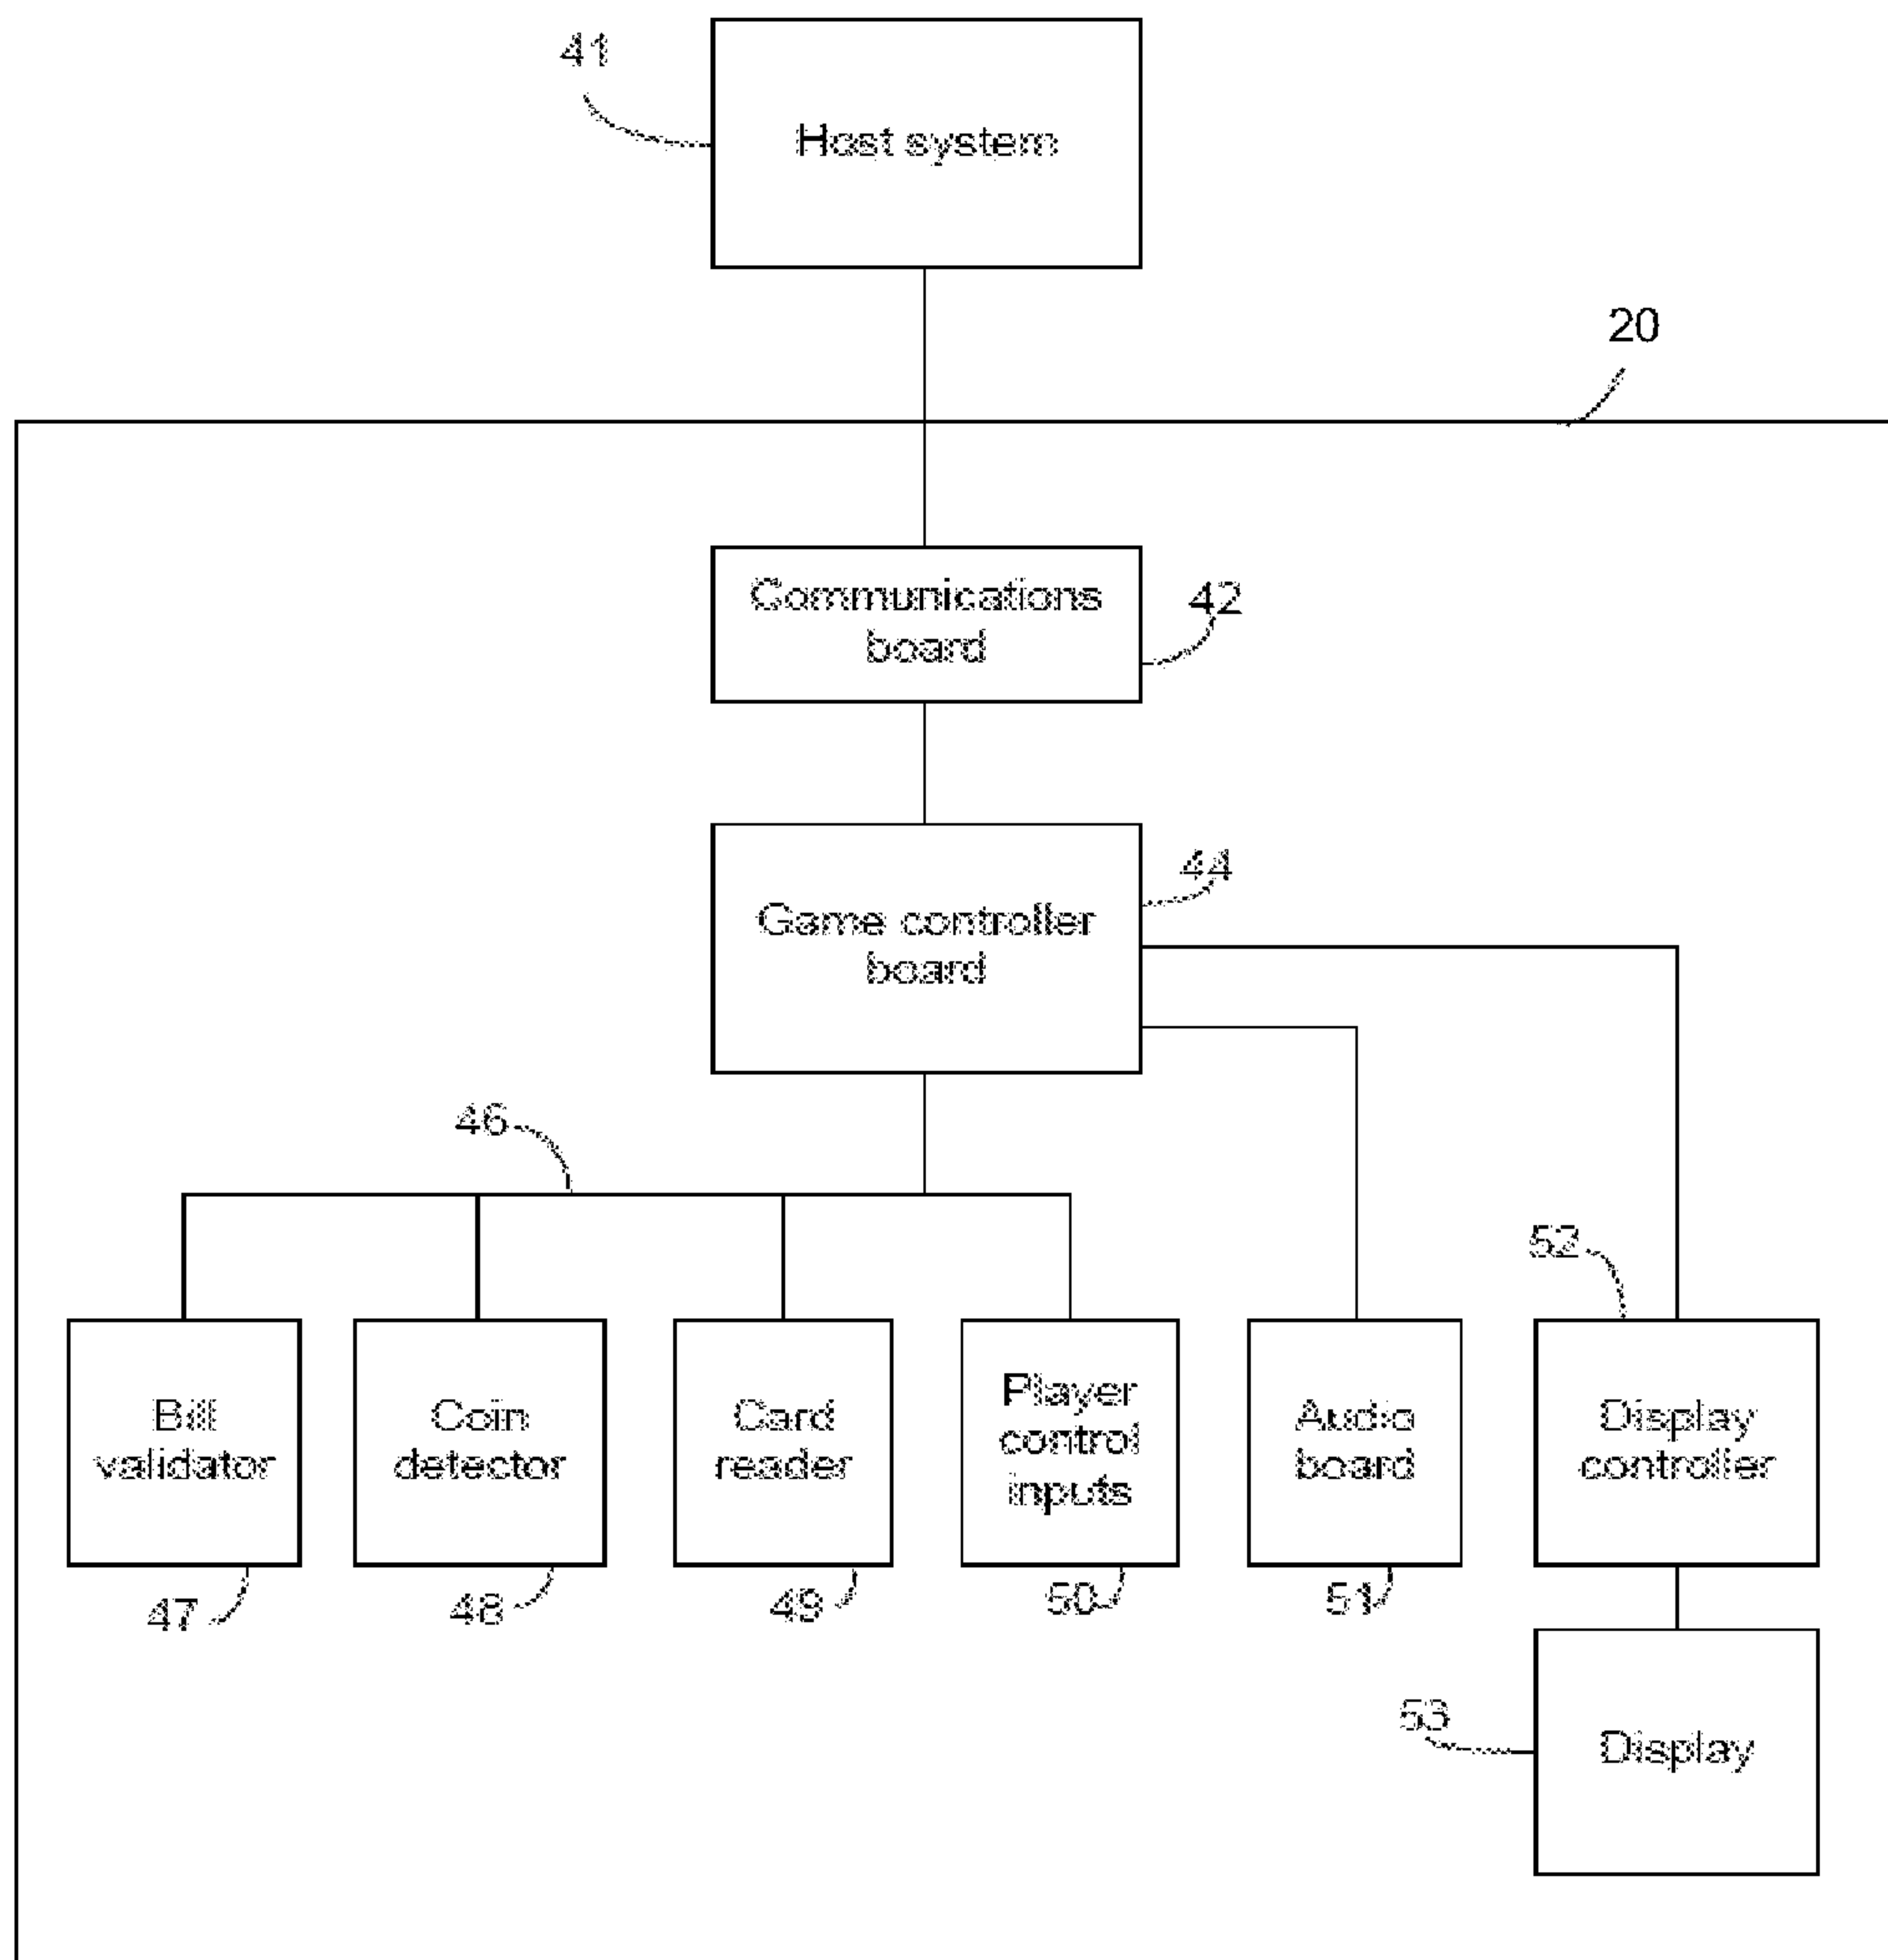 41
Host system
20
Communications
board
42
44
Game controller
board
46
52
Bill
validator
Coin
detector
Card
reader
Player
control
inputs
Audio
board
Display
controller
47
48
49
50
51
53
Display